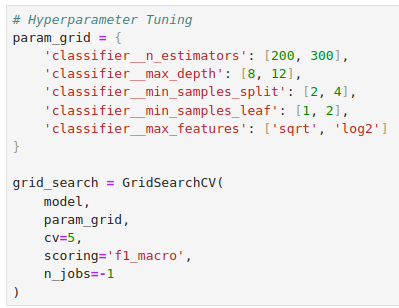 # Hyperparameter Tuning
param_grid = {
    'classifier__n_estimators': [200, 300],
    'classifier__max_depth': [8, 12],
    'classifier__min_samples_split': [2, 4],
    'classifier__min_samples_leaf': [1, 2],
    'classifier__max_features': ['sqrt', 'log2']
}

grid_search = GridSearchCV(
    model,
    param_grid,
    cv=5,
    scoring='f1_macro',
    n_jobs=-1
)